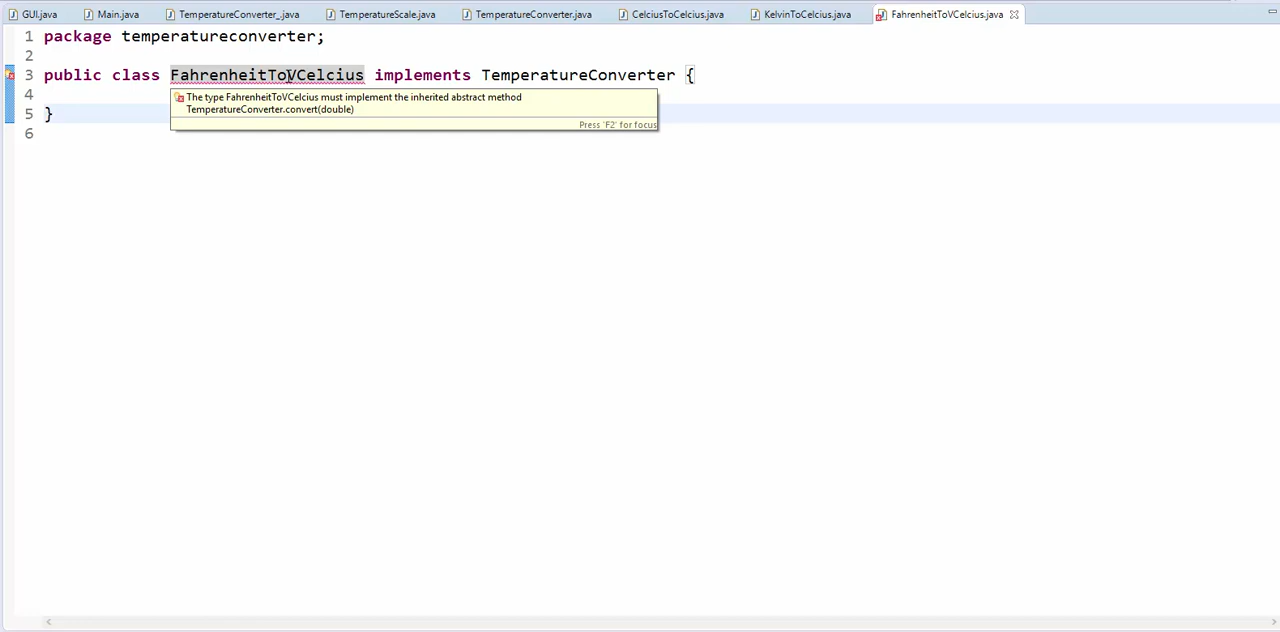 GUI.java Main.java TemperatureConverter_.java TemperatureScale.java TemperatureConverter.java CelciusToCelcius.java KelvinToCelcius.java FahrenheitToVCelcius.java
1 package temperatureconverter;
2
3 public class FahrenheitToVCelcius implements TemperatureConverter {
4
The type FahrenheitToVCelcius must implement the inherited abstract method
TemperatureConverter.convert(double)
Press 'F2' for focus
5 }
6